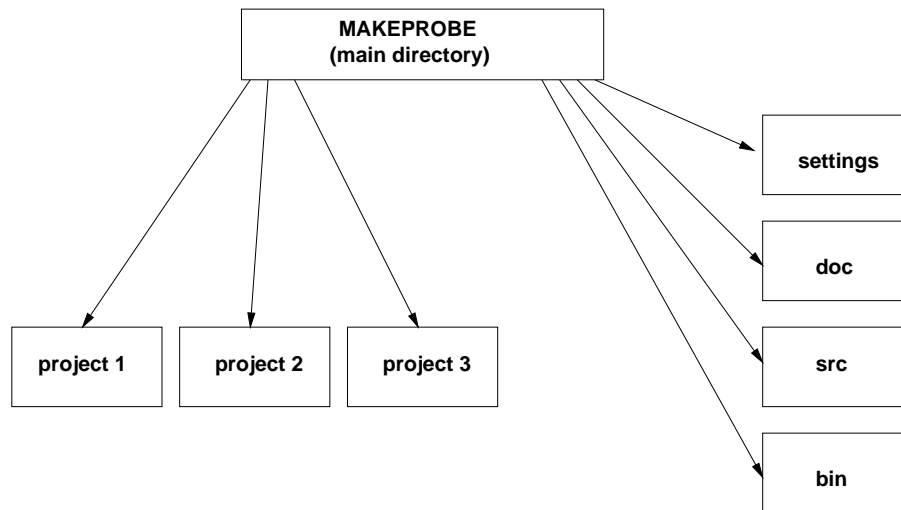 MAKEPROBE
(main directory)
settings
doc
project 1
project 2
project 3
src
bin